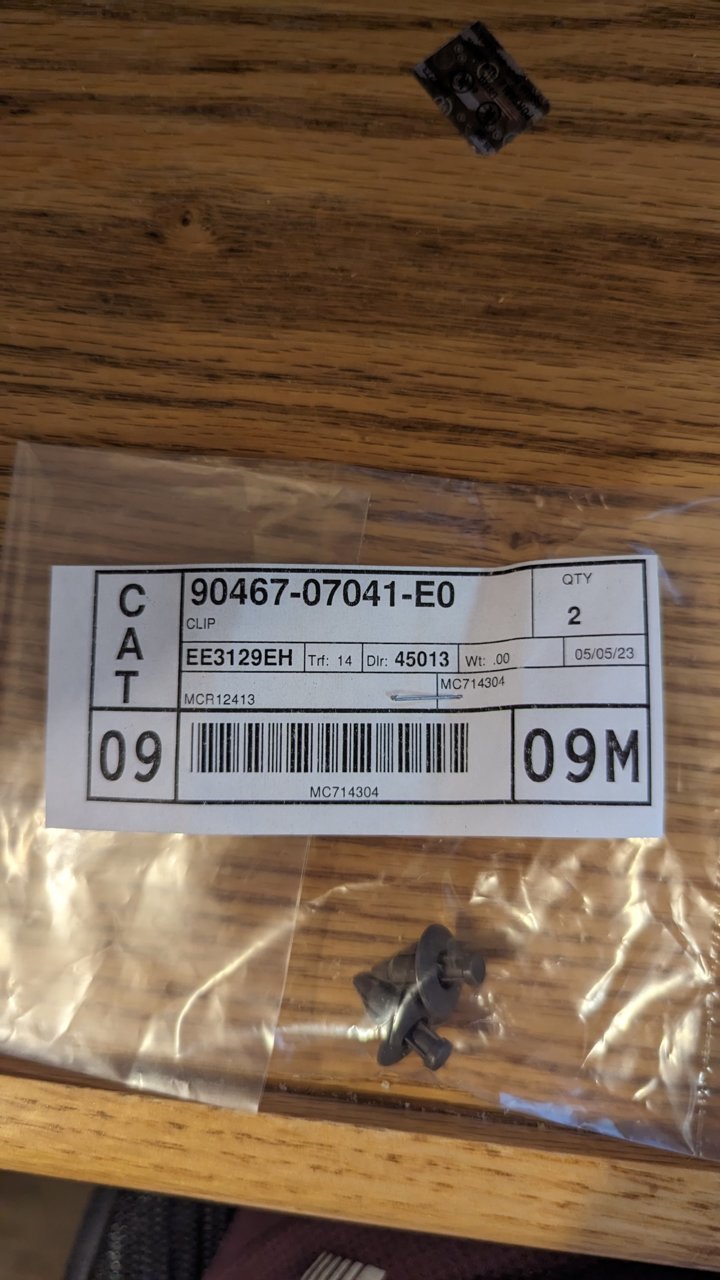 CAT
90467-07041-E0
CLIP
QTY
2
EE3129EH Trf: 14 Dlr: 45013 Wt: .00 05/05/23
MCR12413
MC714304
09
MC714304
09M